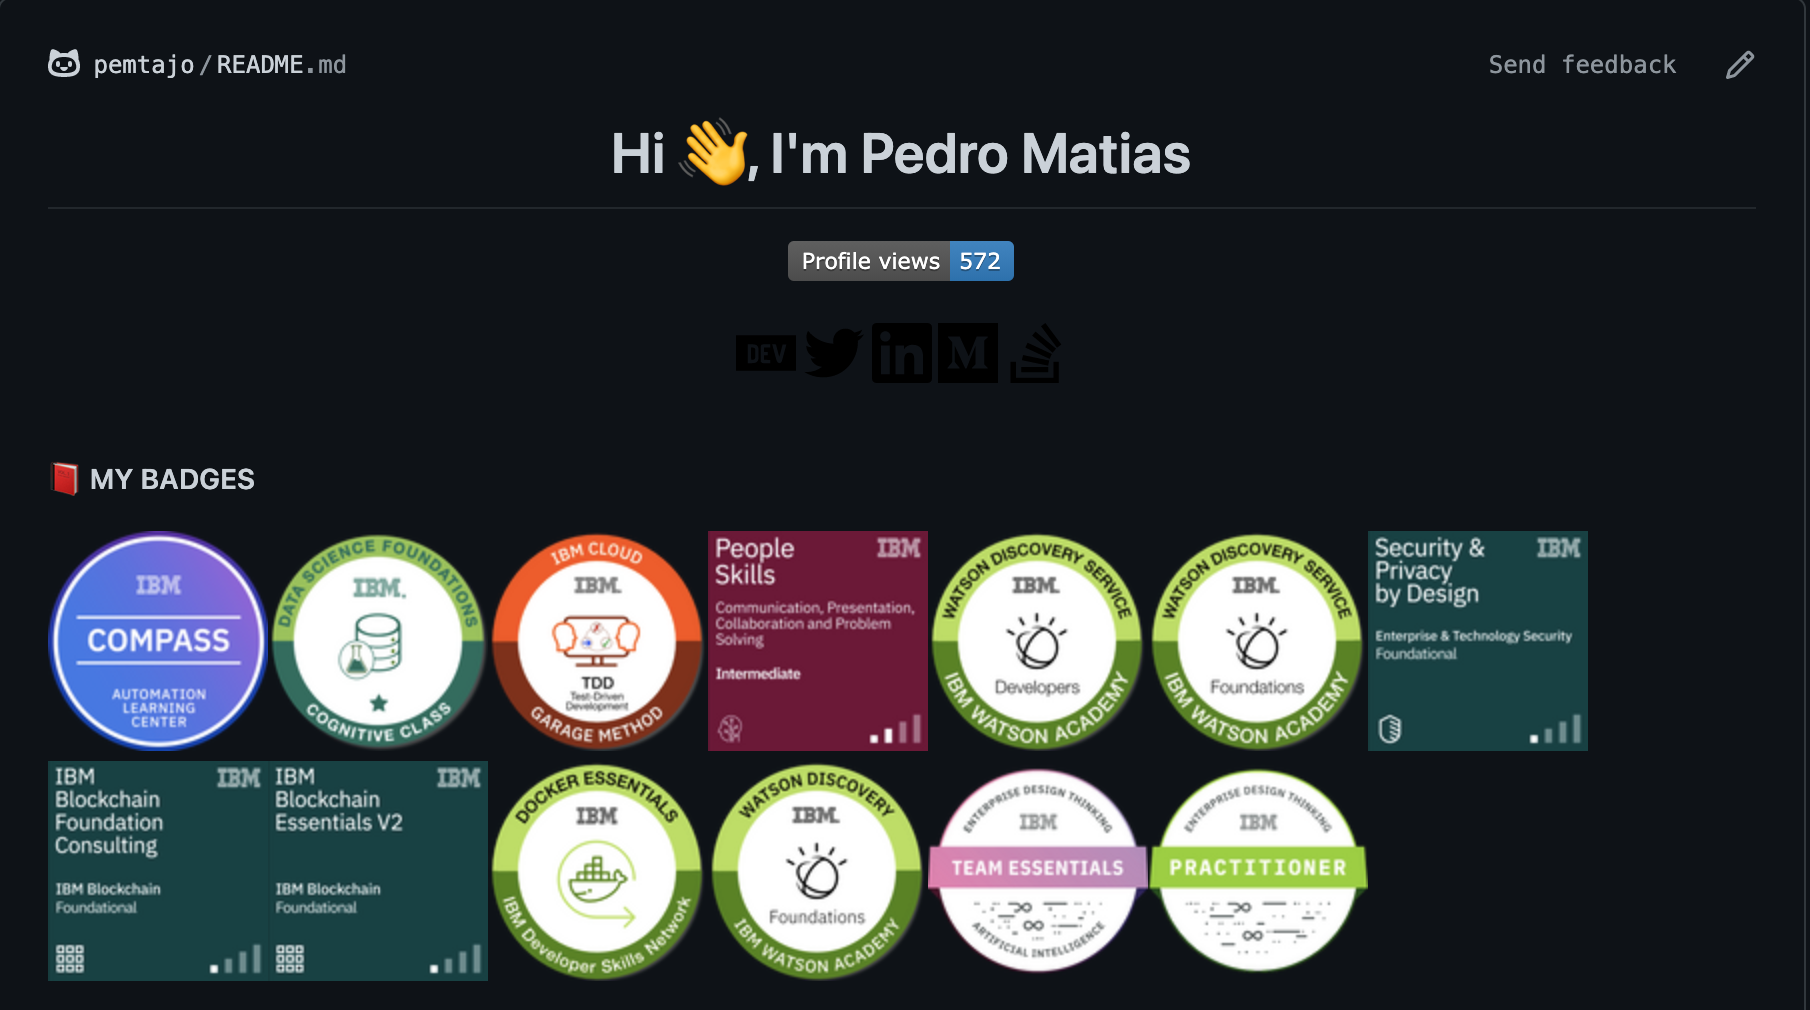 pemtajo/README.md
Send feedback
Hi 👋, I'm Pedro Matias
Profile views 572
DEV
in
M
📕 MY BADGES
IBM
COMPASS
AUTOMATION
LEARNING
CENTER
DATA SCIENCE FOUNDATIONS
IBM.
COGNITIVE CLASS
IBM CLOUD
IBM.
TDD
Test-Driven
Development
GARAGE METHOD
People
Skills
IBM
Communication, Presentation,
Collaboration and Problem
Solving
Intermediate
WATSON DISCOVERY SERVICE
IBM.
Developers
IBM WATSON ACADEMY
WATSON DISCOVERY SERVICE
IBM.
Foundations
IBM WATSON ACADEMY
Security &
Privacy
by Design
IBM
Enterprise & Technology Security
Foundational
IBM
Blockchain
Foundation
Consulting
IBM
IBM Blockchain
Foundational
IBM
Blockchain
Essentials V2
IBM
IBM Blockchain
Foundational
DOCKER ESSENTIALS
IBM
IBM Developer Skills Network
WATSON DISCOVERY
IBM.
Foundations
IBM WATSON ACADEMY
ENTERPRISE DESIGN THINKING
IBM
TEAM ESSENTIALS
ARTIFICIAL INTELLIGENCE
ENTERPRISE DESIGN THINKING
IBM
PRACTITIONER